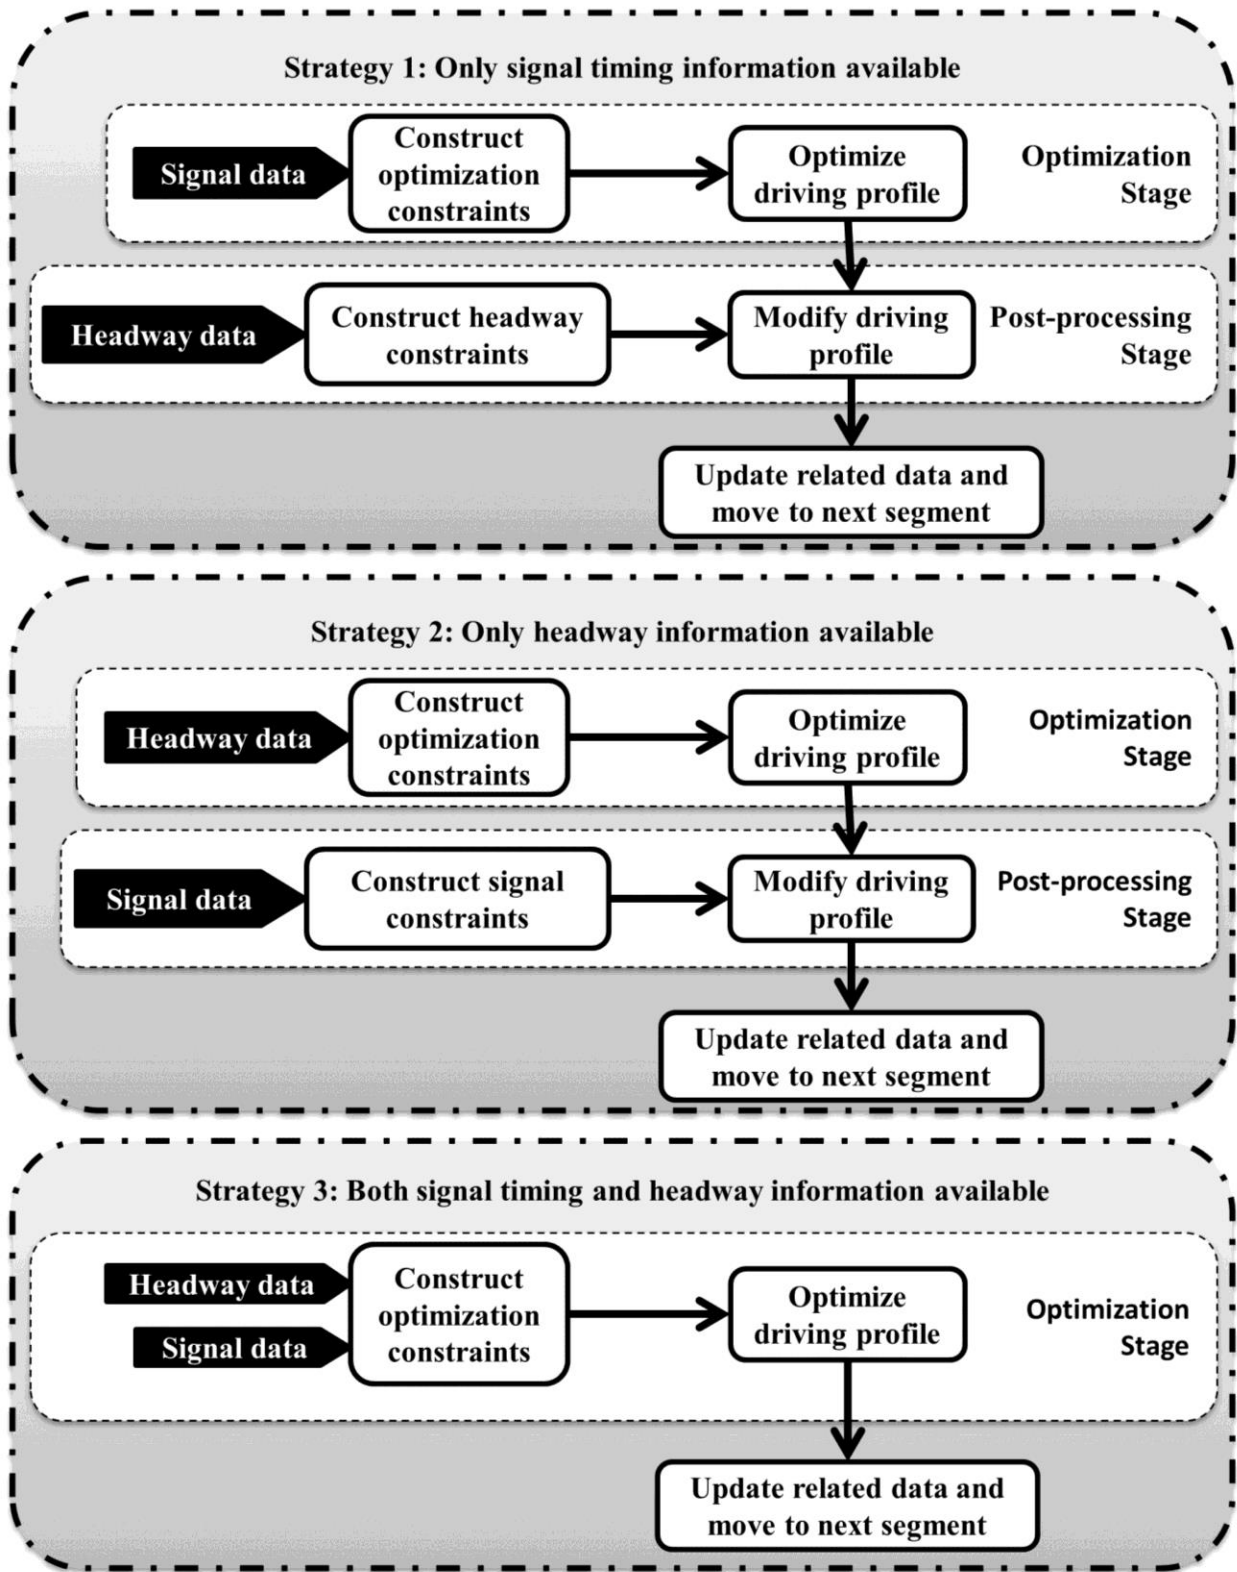 Strategy 1: Only signal timing information available
Signal data
Construct
optimization
constraints
Optimize
driving profile
Optimization
Stage
Headway data
Construct headway
constraints
Modify driving
profile
Post-processing
Stage
Update related data and
move to next segment
Strategy 2: Only headway information available
Headway data
Construct
optimization
constraints
Optimize
driving profile
Optimization
Stage
Signal data
Construct signal
constraints
Modify driving
profile
Post-processing
Stage
Update related data and
move to next segment
Strategy 3: Both signal timing and headway information available
Headway data
Signal data
Construct
optimization
constraints
Optimize
driving profile
Optimization
Stage
Update related data and
move to next segment